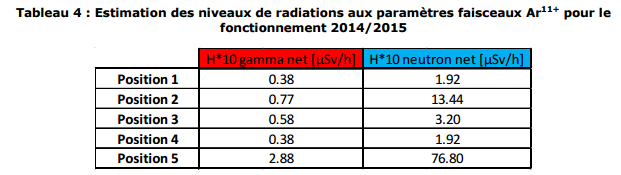 Tableau 4 : Estimation des niveaux de radiations aux paramètres faisceaux Ar¹¹⁺ pour le
fonctionnement 2014/2015
H*10 gamma net [µSv/h] H*10 neutron net [µSv/h]
Position 1 0.38 1.92
Position 2 0.77 13.44
Position 3 0.58 3.20
Position 4 0.38 1.92
Position 5 2.88 76.80